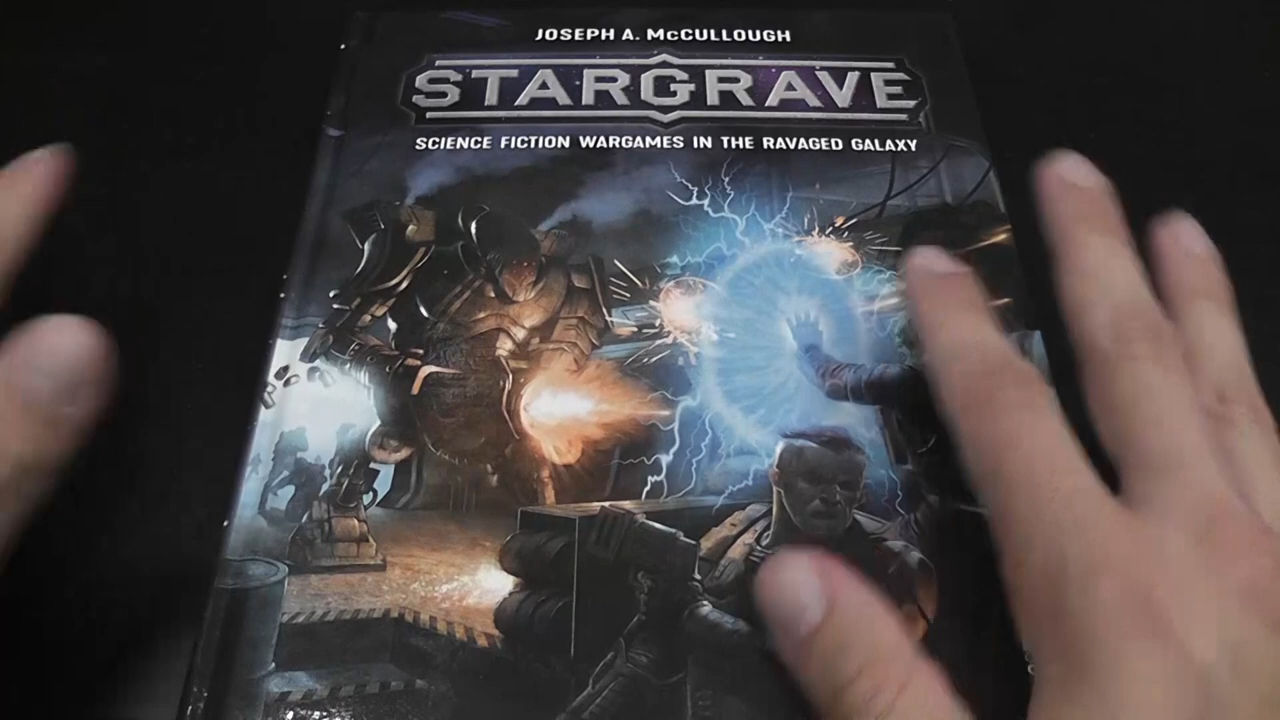 JOSEPH A. McCULLOUGH
STARGRAVE
SCIENCE FICTION WARGAMES IN THE RAVAGED GALAXY